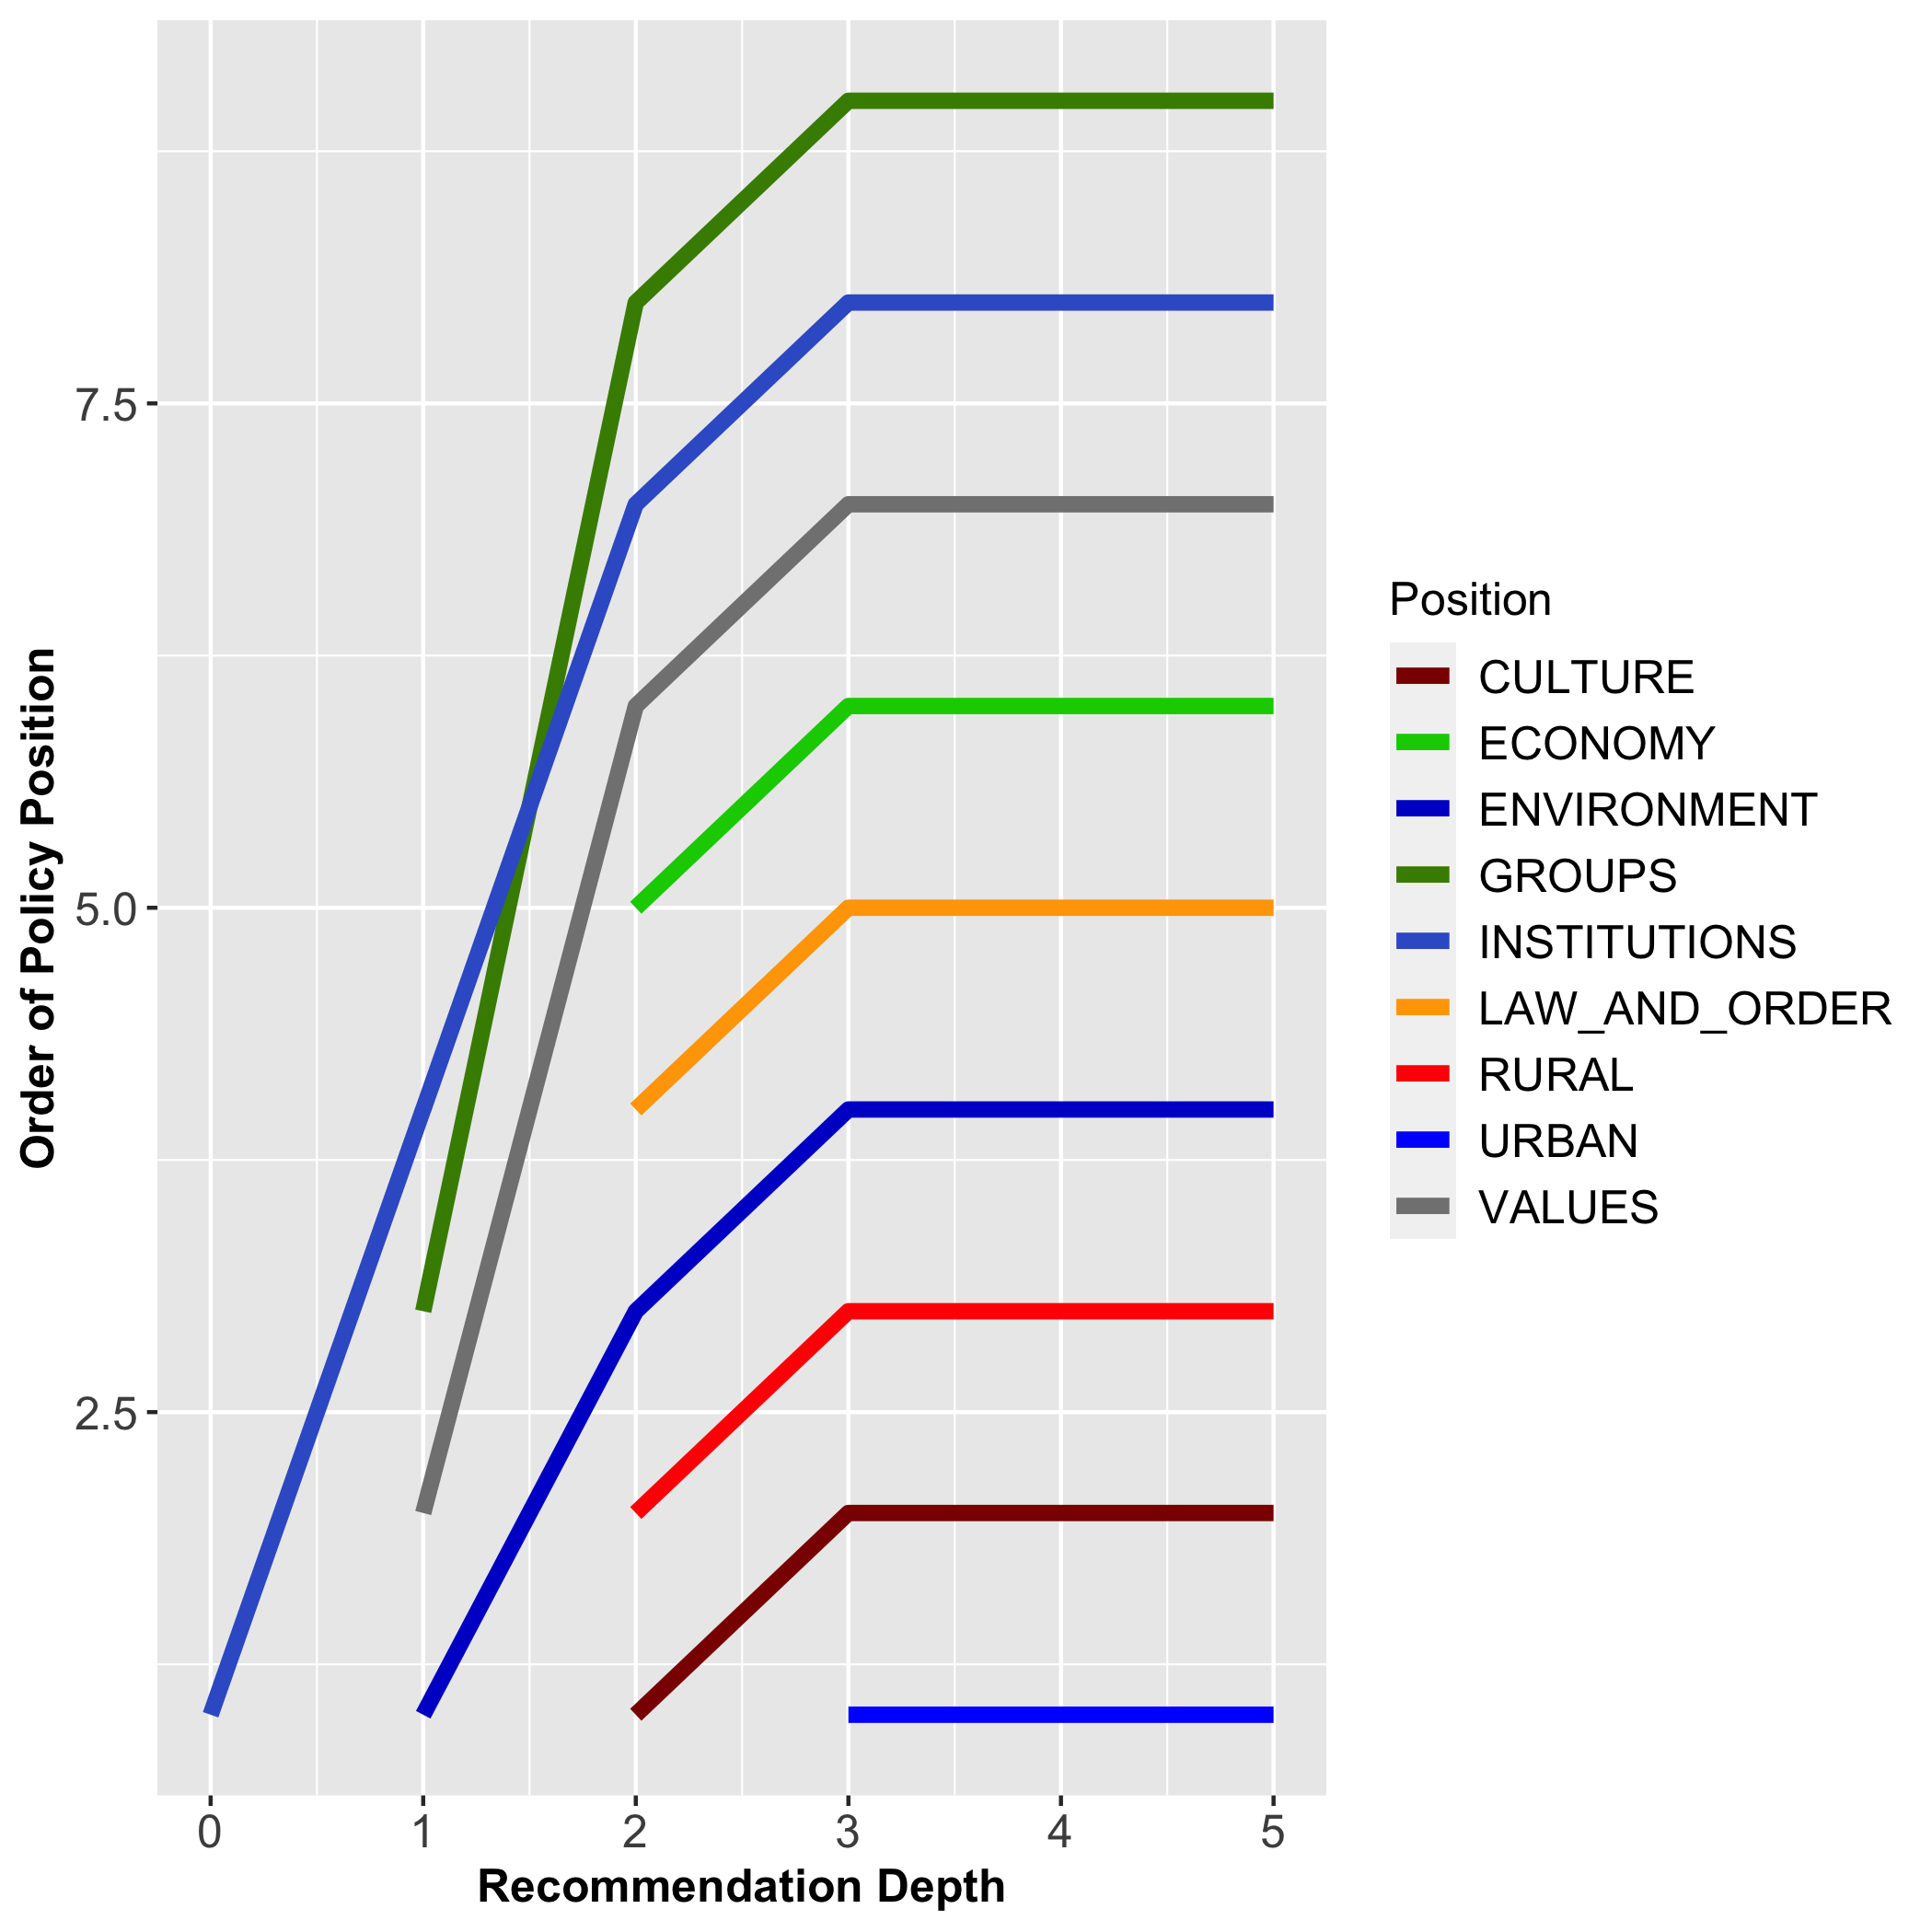 Order of Policy Position
7.5
5.0
2.5
0 1 2 3 4 5
Recommendation Depth
Position
CULTURE
ECONOMY
ENVIRONMENT
GROUPS
INSTITUTIONS
LAW_AND_ORDER
RURAL
URBAN
VALUES